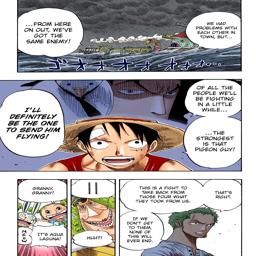 WE HAD
PROBLEMS WITH
EACH OTHER IN
TOWN, BUT...
...FROM HERE
ON OUT, WE'VE
GOT THE
SAME ENEMY!
ゴオオオオオオ...
OF ALL THE
PEOPLE WE'LL
BE FIGHTING
IN A LITTLE
WHILE...
...THE
STRONGEST
IS THAT
PIGEON GUY!
I'LL
DEFINITELY
BE THE ONE
TO SEND HIM
FLYING!
THAT'S
RIGHT.
THIS IS A FIGHT TO
TAKE BACK FROM
THOSE FOUR WHAT
THEY TOOK FROM US.
IF WE
DON'T GET
TO THEM,
NONE OF THIS
WILL EVER
END.
!!
HUH?!
GRANNY,
GRANNY!
IT'S AQUA
LAGUNA!